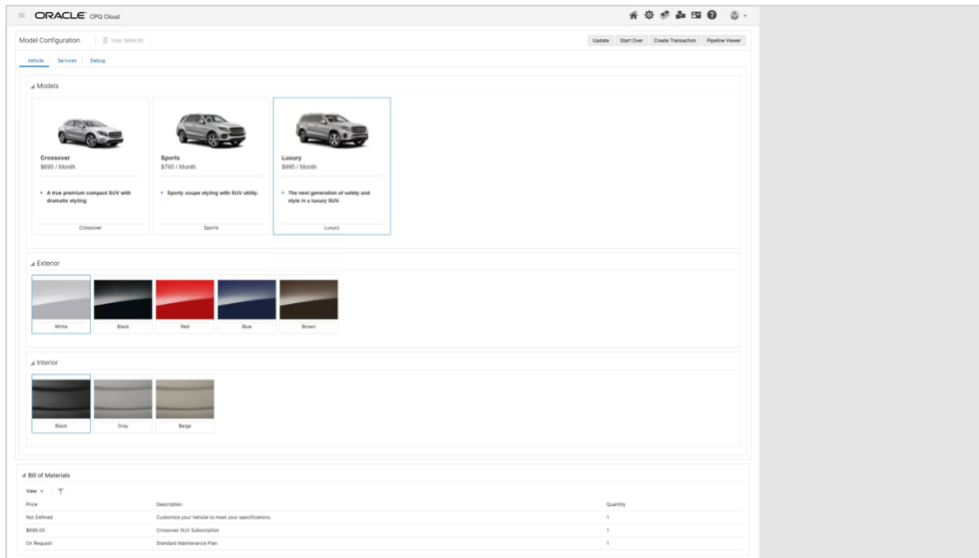 ORACLE CPQ Cloud
Model Configuration Total: $695.00 Update Start Over Create Transaction Pipeline Viewer
Vehicle Services Debug
Models
Crossover
$695 / Month
A true premium compact SUV with
dramatic styling.
Crossover
Sports
$795 / Month
Sporty coupe styling with SUV utility.
Sports
Luxury
$995 / Month
The next generation of safety and
style in a luxury SUV.
Luxury
Exterior
White Black Red Blue Brown
Interior
Black Grey Beige
Bill of Materials
View
Price Description Quantity
Not Defined Customize your Vehicle to meet your specifications. 1
$695.00 Crossover SUV Subscription 1
On Request Standard Maintenance Plan 1